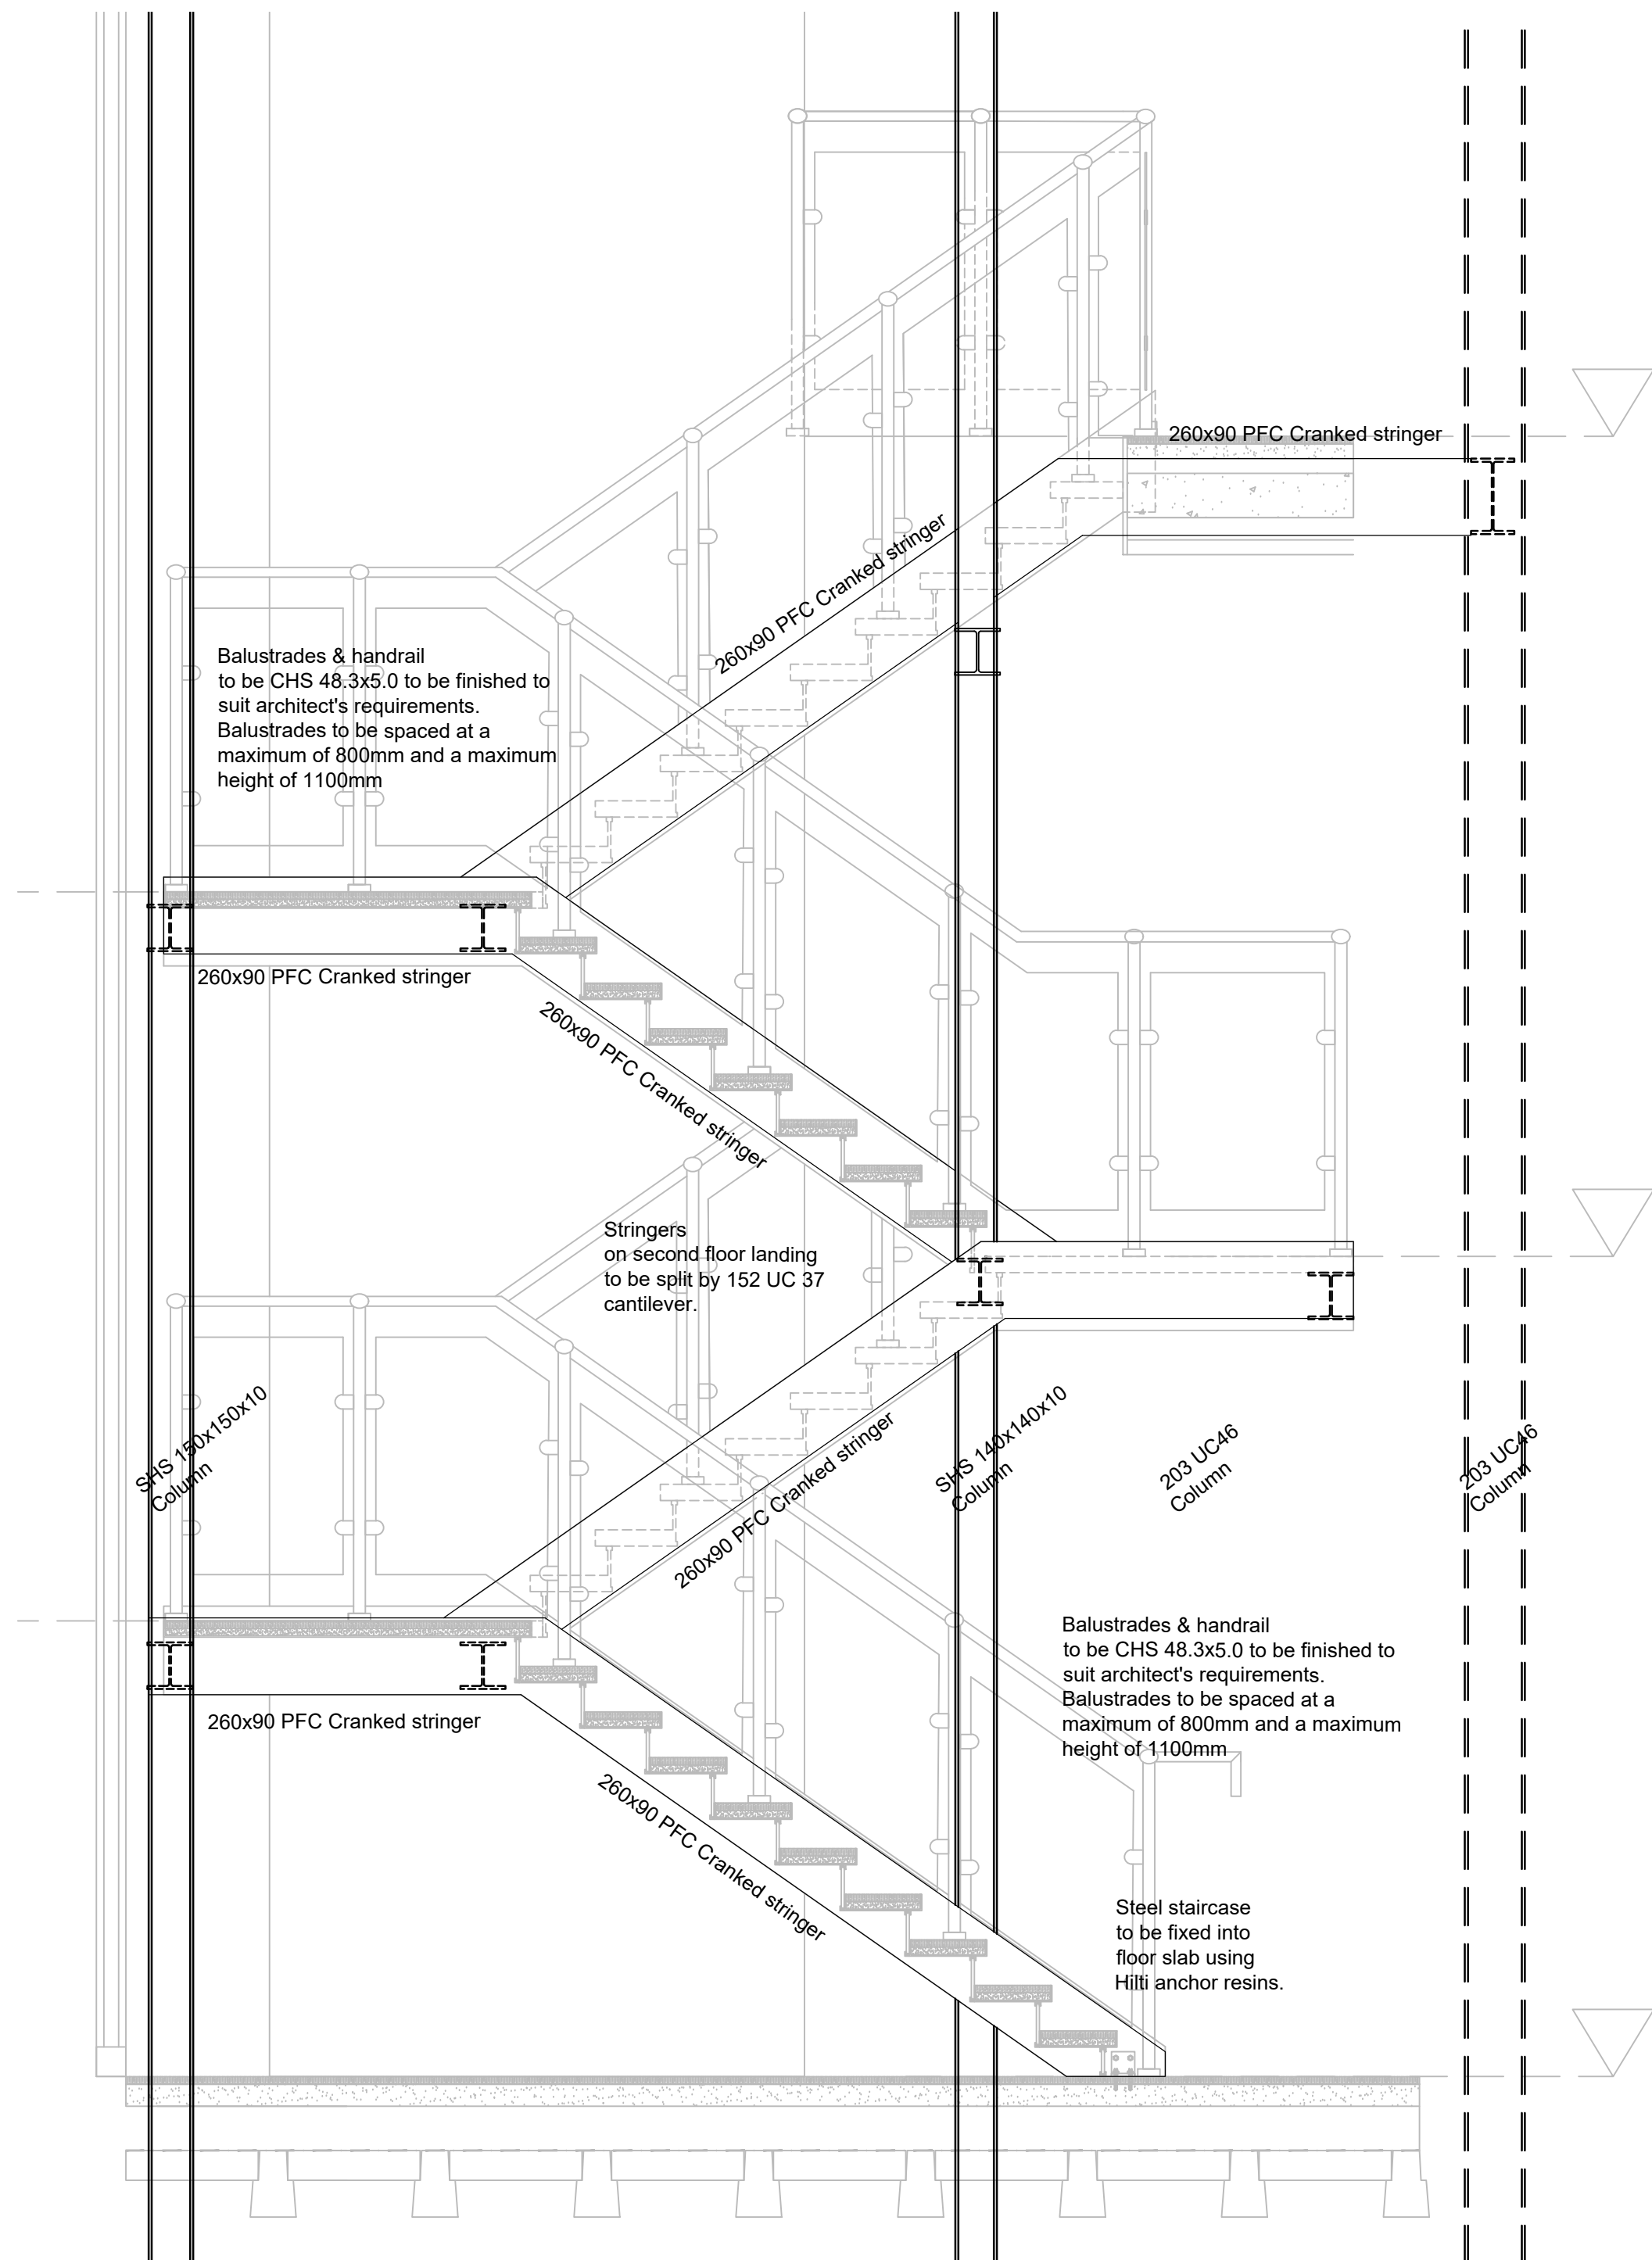 260x90 PFC Cranked stringer
260x90 PFC Cranked stringer
Balustrades & handrail
to be CHS 48.3x5.0 to be finished to
suit architect's requirements.
Balustrades to be spaced at a
maximum of 800mm and a maximum
height of 1100mm
260x90 PFC Cranked stringer
260x90 PFC Cranked stringer
Stringers
on second floor landing
to be split by 152 UC 37
cantilever.
SHS 150x150x10
Column
SHS 140x140x10
Column
203 UC46
Column
203 UC46
Column
260x90 PFC Cranked stringer
Balustrades & handrail
to be CHS 48.3x5.0 to be finished to
suit architect's requirements.
Balustrades to be spaced at a
maximum of 800mm and a maximum
height of 1100mm
260x90 PFC Cranked stringer
260x90 PFC Cranked stringer
Steel staircase
to be fixed into
floor slab using
Hilti anchor resins.